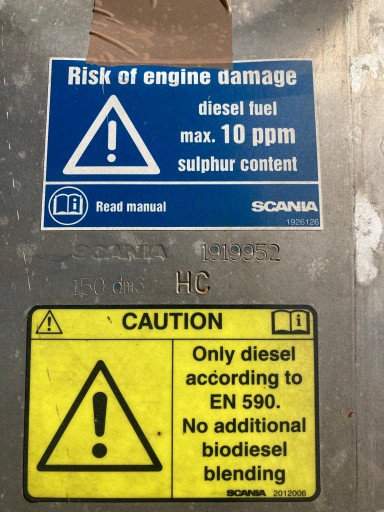 Risk of engine damage
diesel fuel
max. 10 ppm
sulphur content
Read manual
SCANIA
1926126
SCANIA 1919952
150 dm3 HC
CAUTION
Only diesel
according to
EN 590.
No additional
biodiesel
blending
SCANIA 2012006